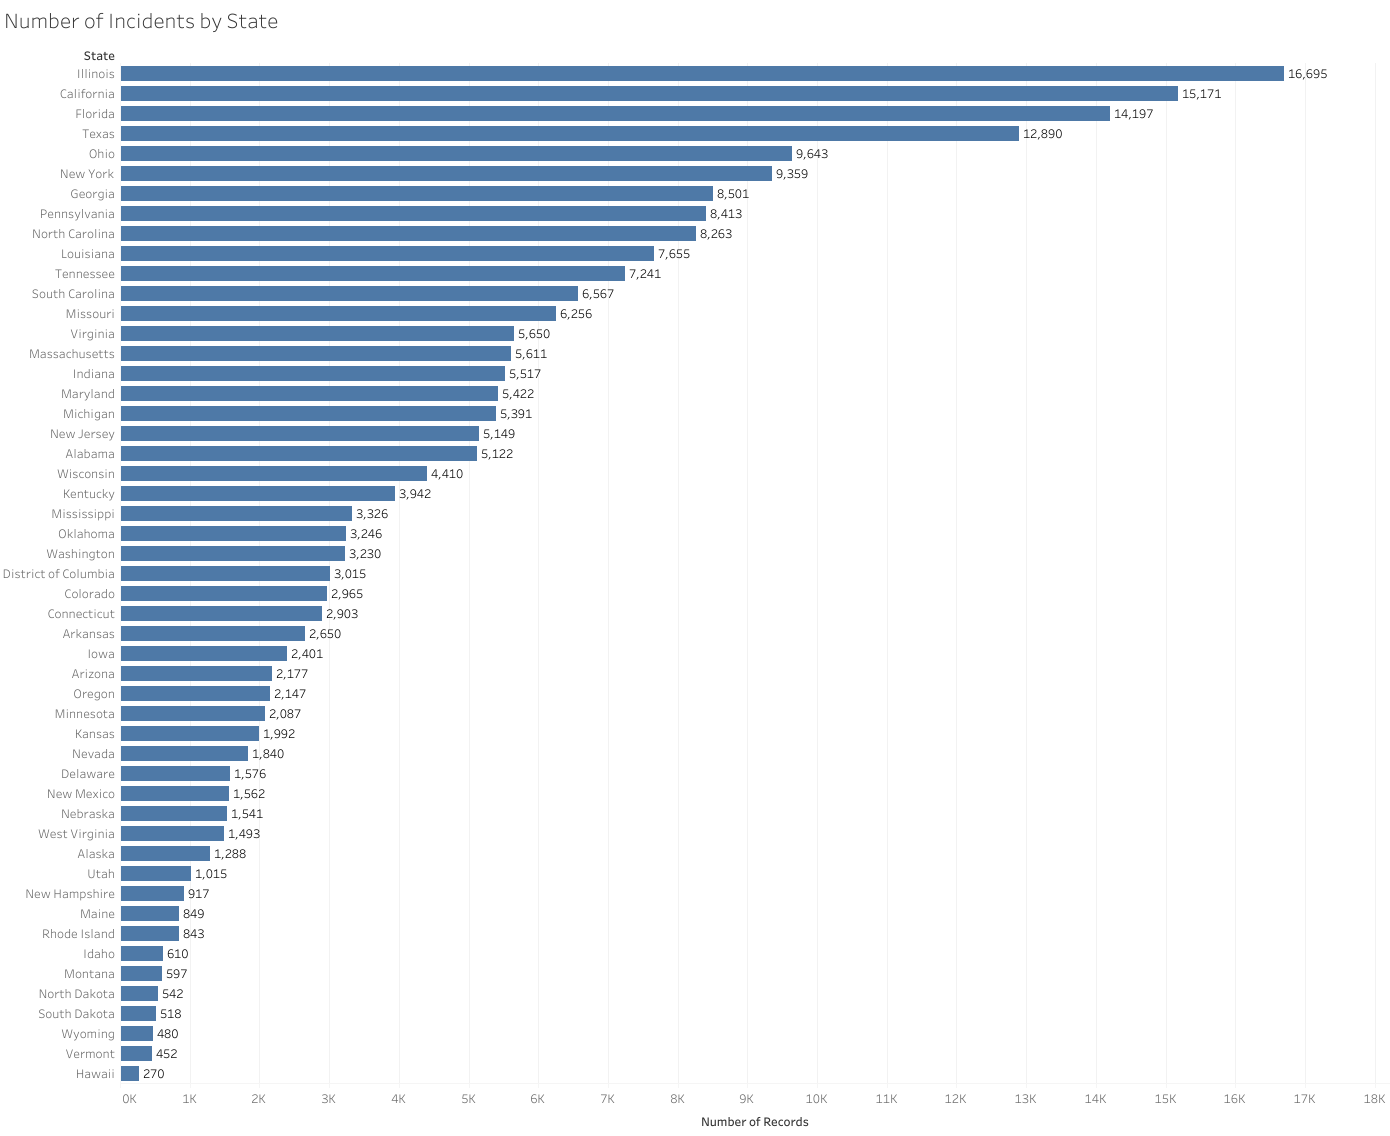 Number of Incidents by State
State
Illinois 16,695
California 15,171
Florida 14,197
Texas 12,890
Ohio 9,643
New York 9,359
Georgia 8,501
Pennsylvania 8,413
North Carolina 8,263
Louisiana 7,655
Tennessee 7,241
South Carolina 6,567
Missouri 6,256
Virginia 5,650
Massachusetts 5,611
Indiana 5,517
Maryland 5,422
Michigan 5,391
New Jersey 5,149
Alabama 5,122
Wisconsin 4,410
Kentucky 3,942
Mississippi 3,326
Oklahoma 3,246
Washington 3,230
District of Columbia 3,015
Colorado 2,965
Connecticut 2,903
Arkansas 2,650
Iowa 2,401
Arizona 2,177
Oregon 2,147
Minnesota 2,087
Kansas 1,992
Nevada 1,840
Delaware 1,576
New Mexico 1,562
Nebraska 1,541
West Virginia 1,493
Alaska 1,288
Utah 1,015
New Hampshire 917
Maine 849
Rhode Island 843
Idaho 610
Montana 597
North Dakota 542
South Dakota 518
Wyoming 480
Vermont 452
Hawaii 270
0K 1K 2K 3K 4K 5K 6K 7K 8K 9K 10K 11K 12K 13K 14K 15K 16K 17K 18K
Number of Records